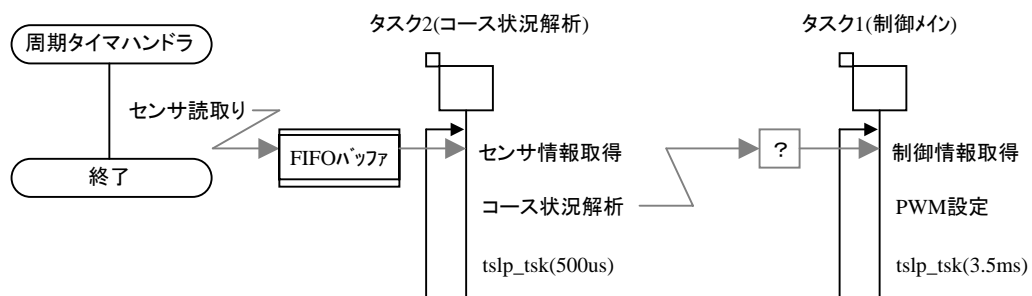 タスク2(コース状況解析)
タスク1(制御メイン)
周期タイマハンドラ
センサ読取り
FIFOバッファ
センサ情報取得
?
制御情報取得
終了
コース状況解析
PWM設定
tslp_tsk(500us)
tslp_tsk(3.5ms)